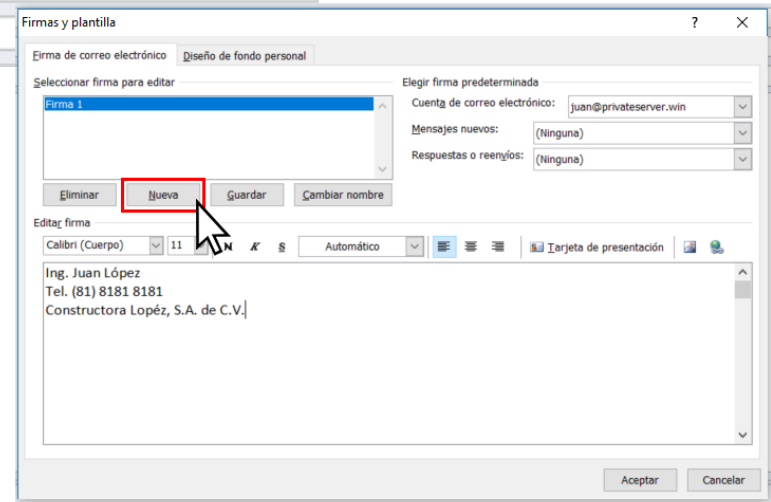 Firmas y plantilla
?
Firma de correo electrónico Diseño de fondo personal
Seleccionar firma para editar
Firma 1
Eliminar Nueva Guardar Cambiar nombre
Elegir firma predeterminada
Cuenta de correo electrónico: juan@privateserver.win
Mensajes nuevos: (Ninguna)
Respuestas o reenvíos: (Ninguna)
Editar firma
Calibri (Cuerpo) 11 N K S Automático Tarjeta de presentación
Ing. Juan López
Tel. (81) 8181 8181
Constructora Lopéz, S.A. de C.V.
Aceptar Cancelar